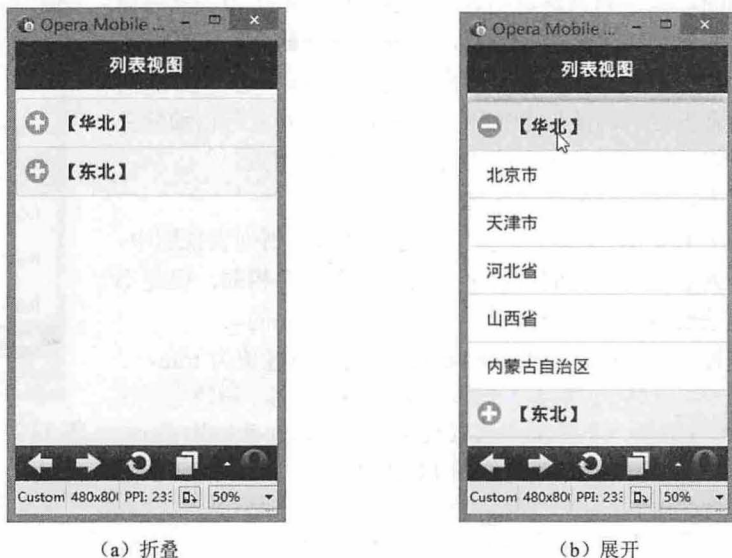 Opera Mobile ...
列表视图
【华北】
【东北】
Custom 480x80( PPI: 23: 50%
(a) 折叠
Opera Mobile ...
列表视图
【华北】
北京市
天津市
河北省
山西省
内蒙古自治区
【东北】
Custom 480x80( PPI: 23: 50%
(b) 展开